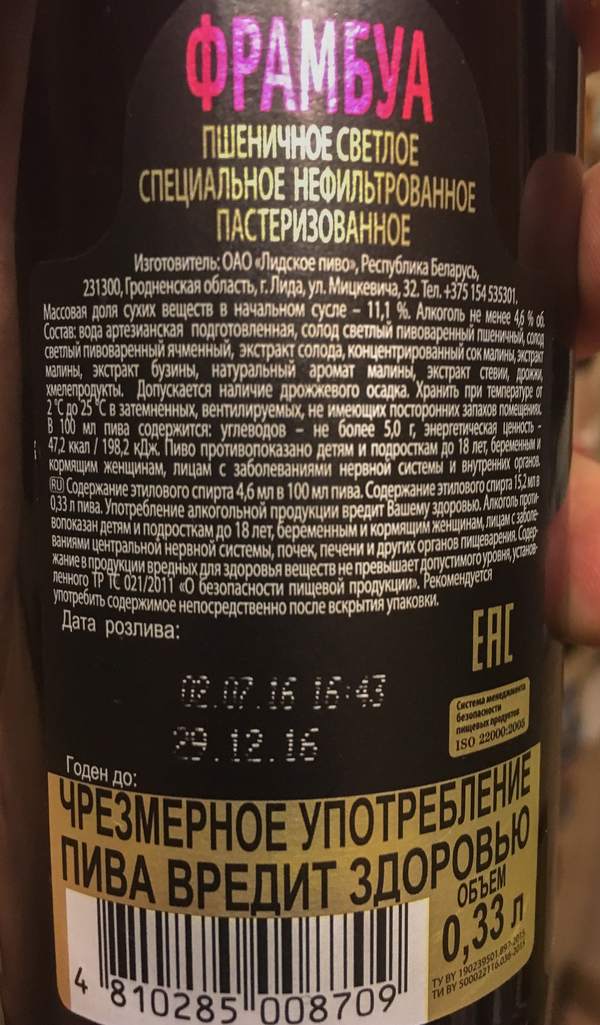 ФРАМБУА
ПШЕНИЧНОЕ СВЕТЛОЕ
СПЕЦИАЛЬНОЕ НЕФИЛЬТРОВАННОЕ
ПАСТЕРИЗОВАННОЕ
Изготовитель: ОАО «Лидское пиво», Республика Беларусь,
231300, Гродненская область, г. Лида, ул. Мицкевича, 32. Тел. +375 154 535301.
Массовая доля сухих веществ в начальном сусле – 11,1 %. Алкоголь не менее 4,6 % об.
Состав: вода артезианская подготовленная, солод светлый пивоваренный пшеничный, солод
светлый пивоваренный ячменный, экстракт солода, концентрированный сок малины, экстракт
малины, экстракт бузины, натуральный аромат малины, экстракт стевии, дрожжи,
хмелепродукты. Допускается наличие дрожжевого осадка. Хранить при температуре от
2 °С до 25 °С в затемненных, вентилируемых, не имеющих посторонних запахов помещениях.
В 100 мл пива содержится: углеводов – не более 5,0 г, энергетическая ценность -
47,2 ккал / 198,2 кДж. Пиво противопоказано детям и подросткам до 18 лет, беременным и
кормящим женщинам, лицам с заболеваниями нервной системы и внутренних органов.
RU Содержание этилового спирта 4,6 мл в 100 мл пива. Содержание этилового спирта 15,2 мл в
0,33 л пива. Употребление алкогольной продукции вредит Вашему здоровью. Алкоголь проти-
вопоказан детям и подросткам до 18 лет, беременным и кормящим женщинам, лицам с заболе-
ваниями центральной нервной системы, почек, печени и других органов пищеварения. Содер-
жание в продукции вредных для здоровья веществ не превышает допустимого уровня, установ-
ленного ТР ТС 021/2011 «О безопасности пищевой продукции». Рекомендуется
употребить содержимое непосредственно после вскрытия упаковки.
Дата розлива:
EAC
02.07.16 16:43
29.12.16
Система менеджмента
безопасности
пищевых продуктов
ISO 22000:2005
Годен до:
ЧРЕЗМЕРНОЕ УПОТРЕБЛЕНИЕ
ПИВА ВРЕДИТ ЗДОРОВЬЮ
ОБЪЕМ
0,33 л
ТУ BY 190239501.897-2015
ТИ BY 500022116.036-2015
4 810285 008709